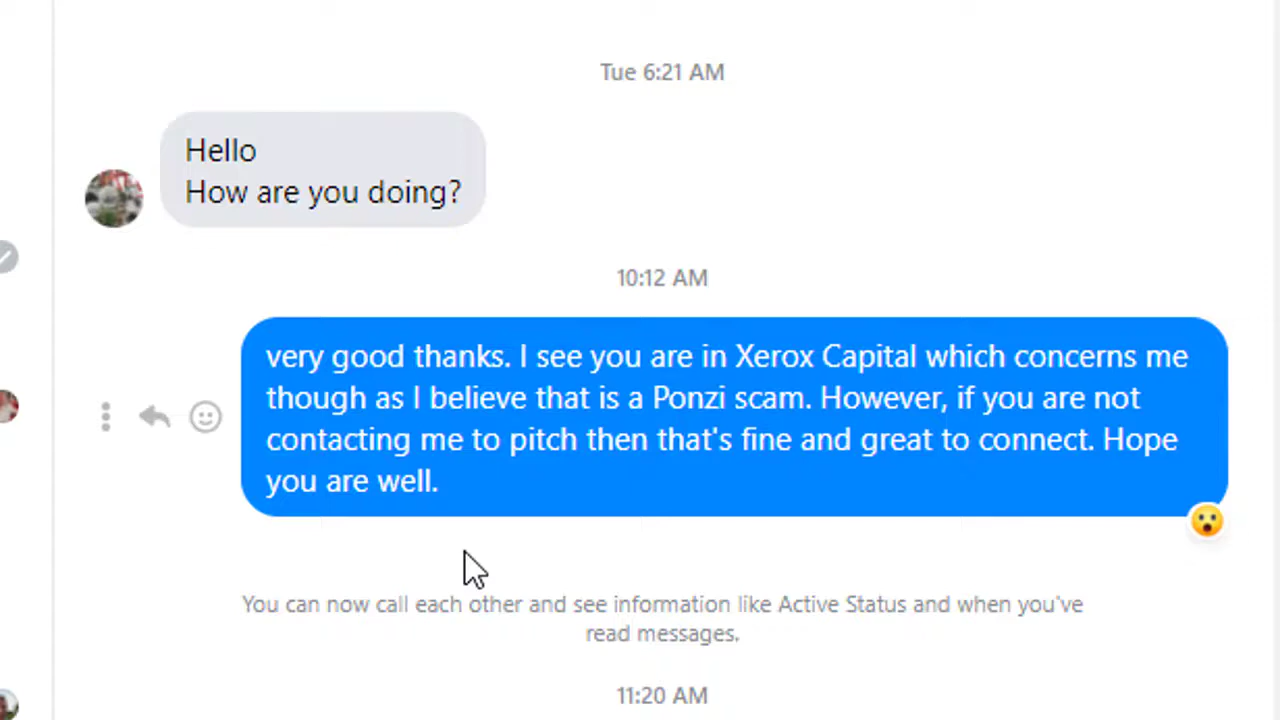 Tue 6:21 AM
Hello
How are you doing?
10:12 AM
very good thanks. I see you are in Xerox Capital which concerns me
though as I believe that is a Ponzi scam. However, if you are not
contacting me to pitch then that's fine and great to connect. Hope
you are well.
You can now call each other and see information like Active Status and when you've
read messages.
11:20 AM